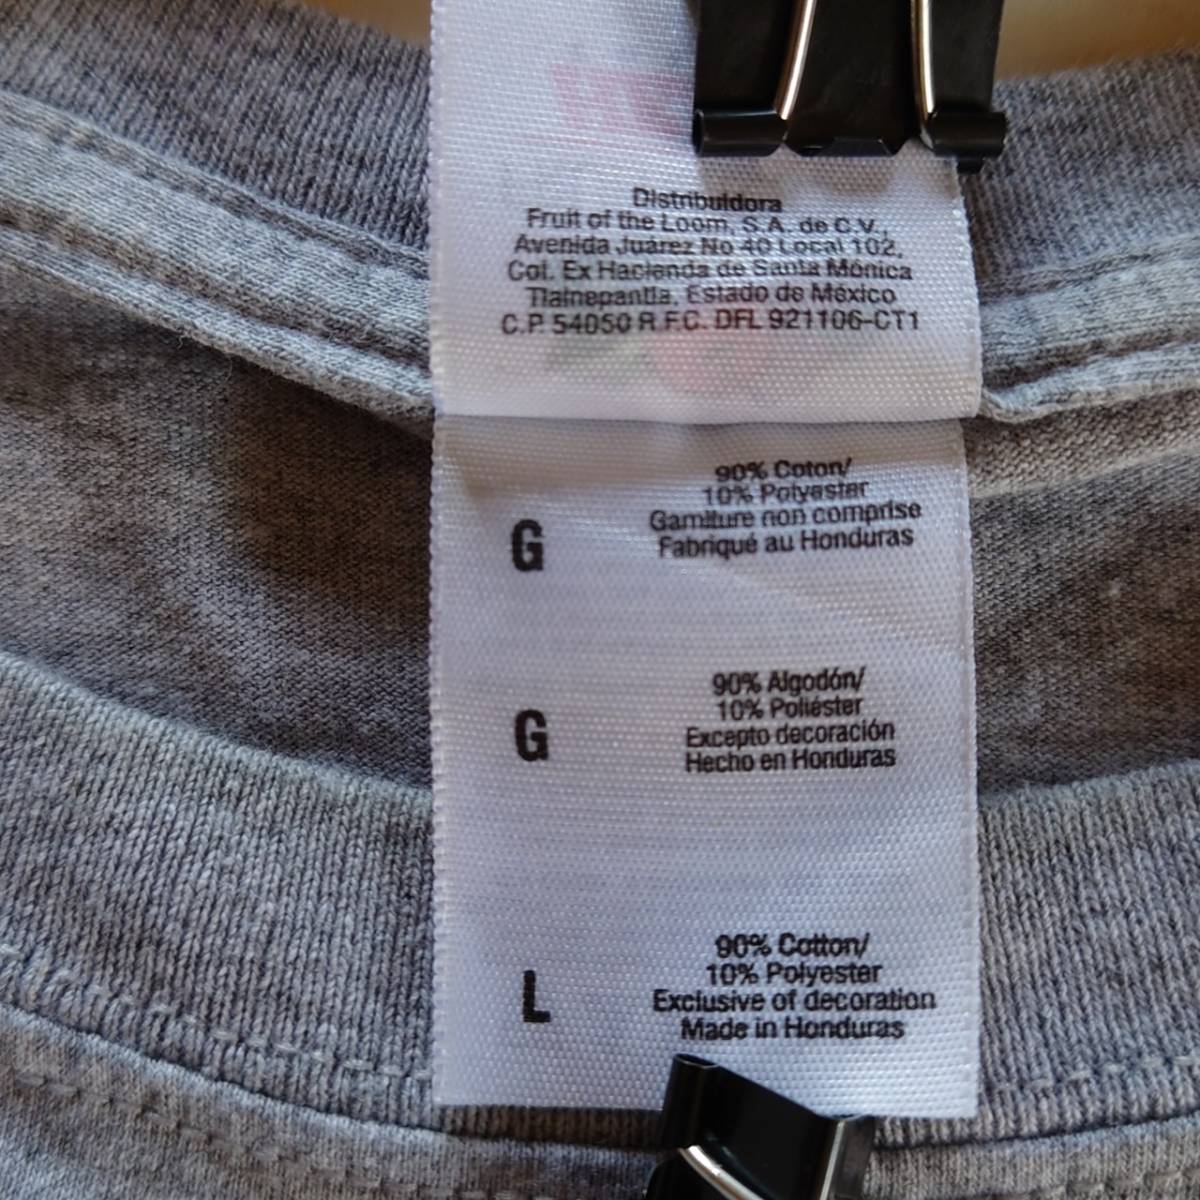 Distribuidora
Fruit of the Loom, S.A. de C.V.,
Avenida Juárez No 40 Local 102,
Col. Ex Hacienda de Santa Mónica
Tlalnepantla, Estado de México
C.P. 54050 R.F.C. DFL 921106-CT1
90% Coton/
10% Polyester
G
Garniture non comprise
Fabriqué au Honduras
90% Algodón/
10% Poliéster
G
Excepto decoración
Hecho en Honduras
90% Cotton/
10% Polyester
L
Exclusive of decoration
Made in Honduras